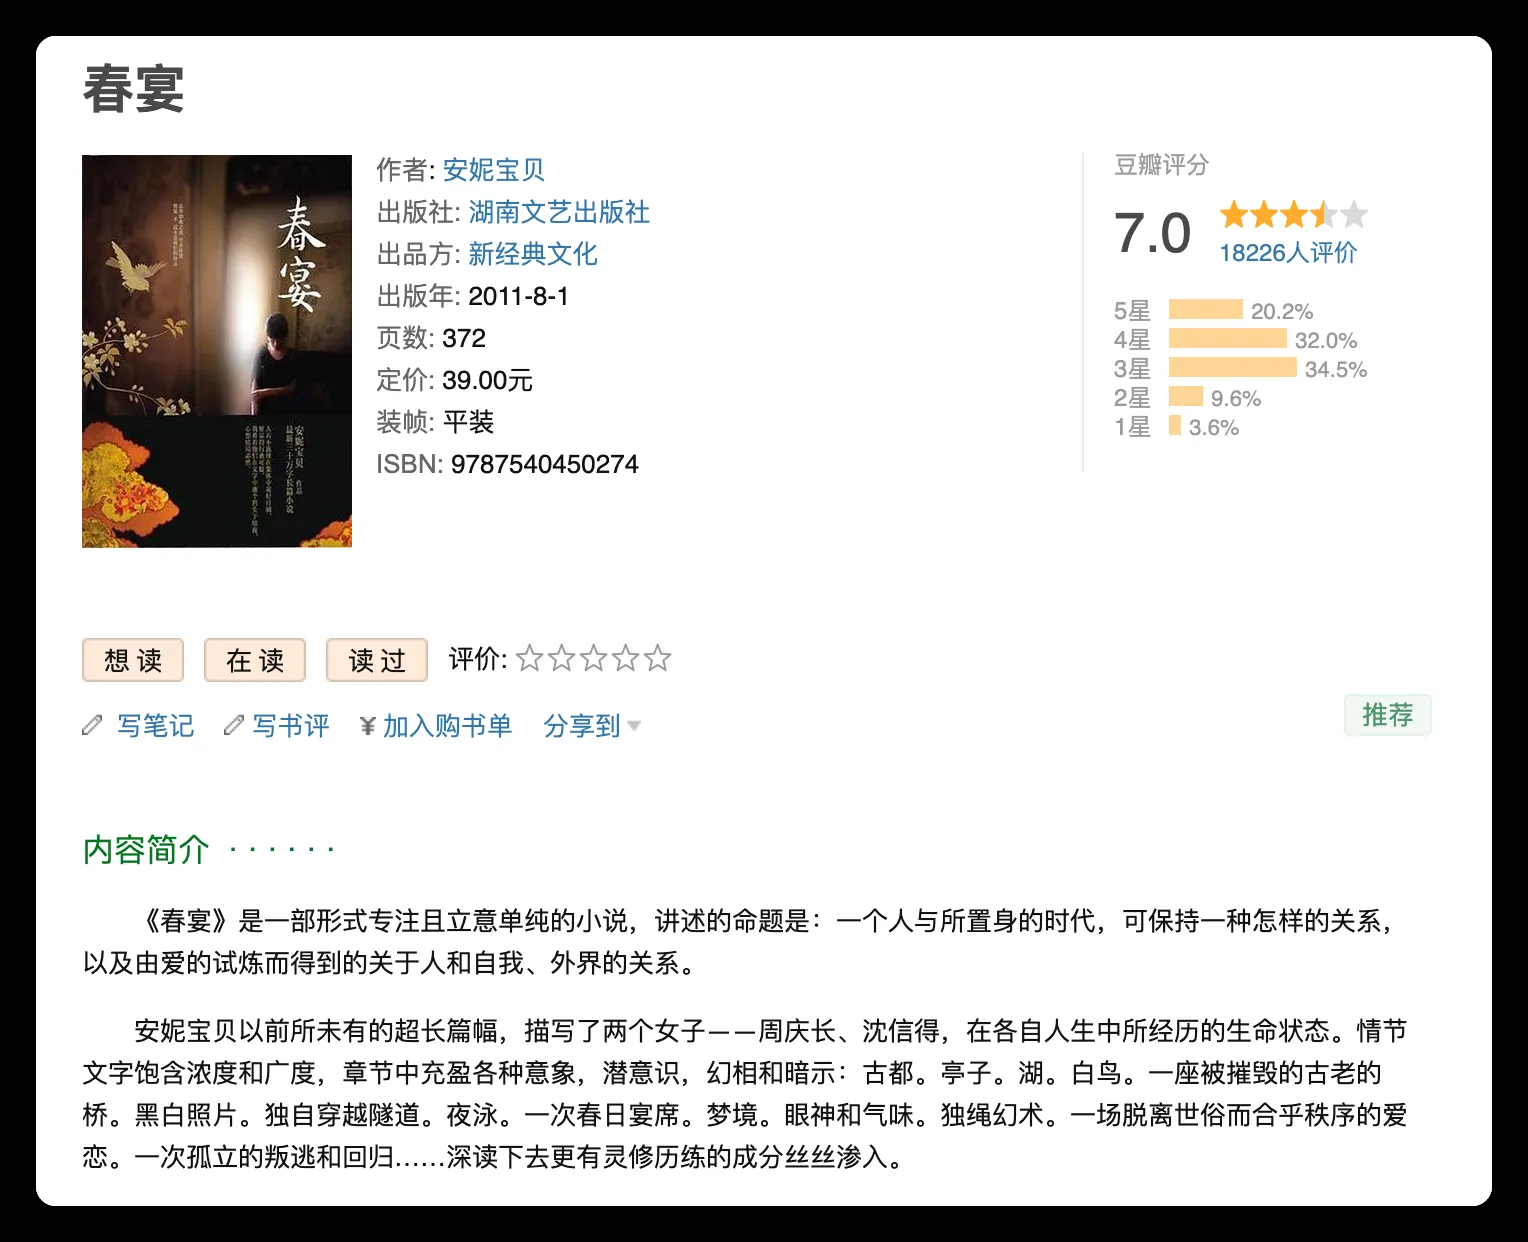 春宴
春宴
安妮宝贝 作品
最新三十万字长篇小说
作者: 安妮宝贝
出版社: 湖南文艺出版社
出品方: 新经典文化
出版年: 2011-8-1
页数: 372
定价: 39.00元
装帧: 平装
ISBN: 9787540450274
豆瓣评分
7.0
18226人评价
5星 20.2%
4星 32.0%
3星 34.5%
2星 9.6%
1星 3.6%
想读 在读 读过 评价:
写笔记 写书评 ¥加入购书单 分享到
推荐
内容简介 · · · · · ·
《春宴》是一部形式专注且立意单纯的小说，讲述的命题是：一个人与所置身的时代，可保持一种怎样的关系，
以及由爱的试炼而得到的关于人和自我、外界的关系。
安妮宝贝以前所未有的超长篇幅，描写了两个女子——周庆长、沈信得，在各自人生中所经历的生命状态。情节
文字饱含浓度和广度，章节中充盈各种意象，潜意识，幻相和暗示：古都。亭子。湖。白鸟。一座被摧毁的古老的
桥。黑白照片。独自穿越隧道。夜泳。一次春日宴席。梦境。眼神和气味。独绳幻术。一场脱离世俗而合乎秩序的爱
恋。一次孤立的叛逃和回归……深读下去更有灵修历练的成分丝丝渗入。